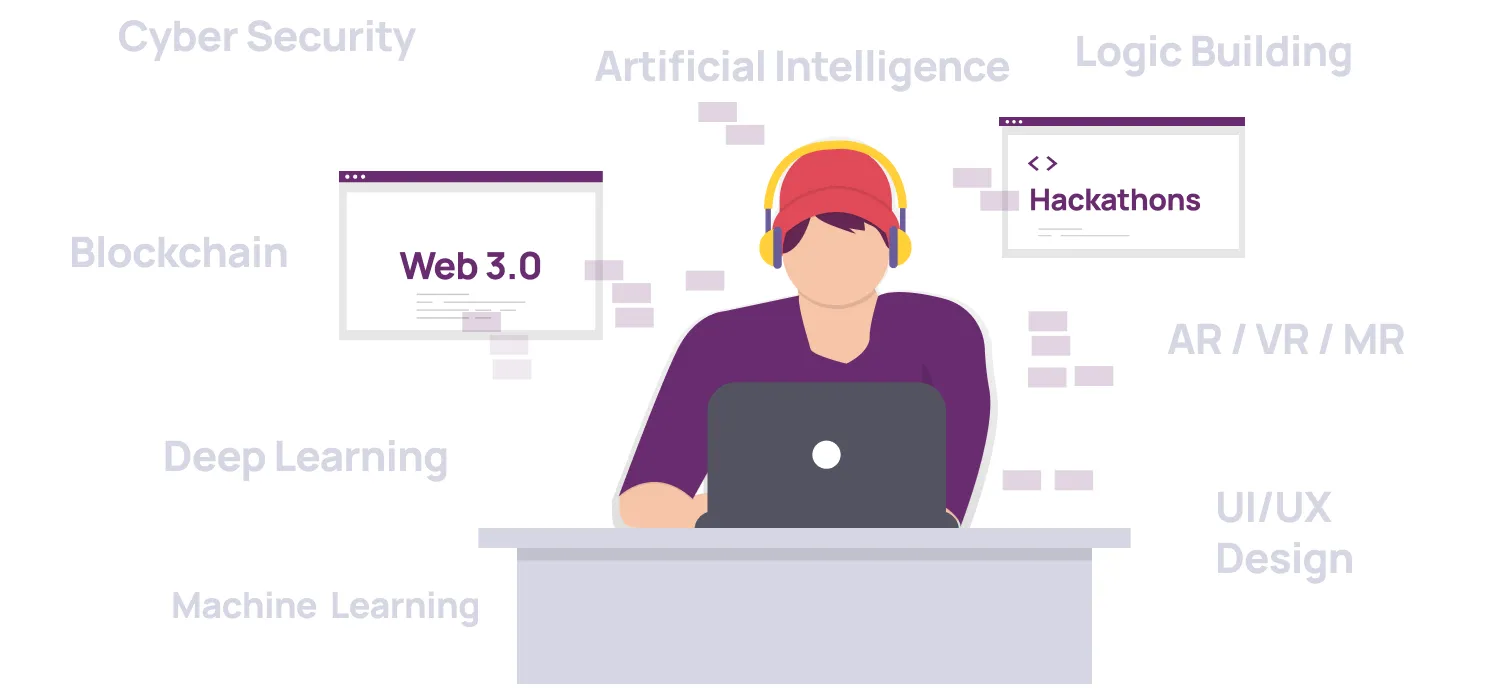 Cyber Security
Artificial Intelligence
Logic Building
< >
Hackathons
Blockchain
Web 3.0
AR / VR / MR
Deep Learning
UI/UX
Design
Machine Learning